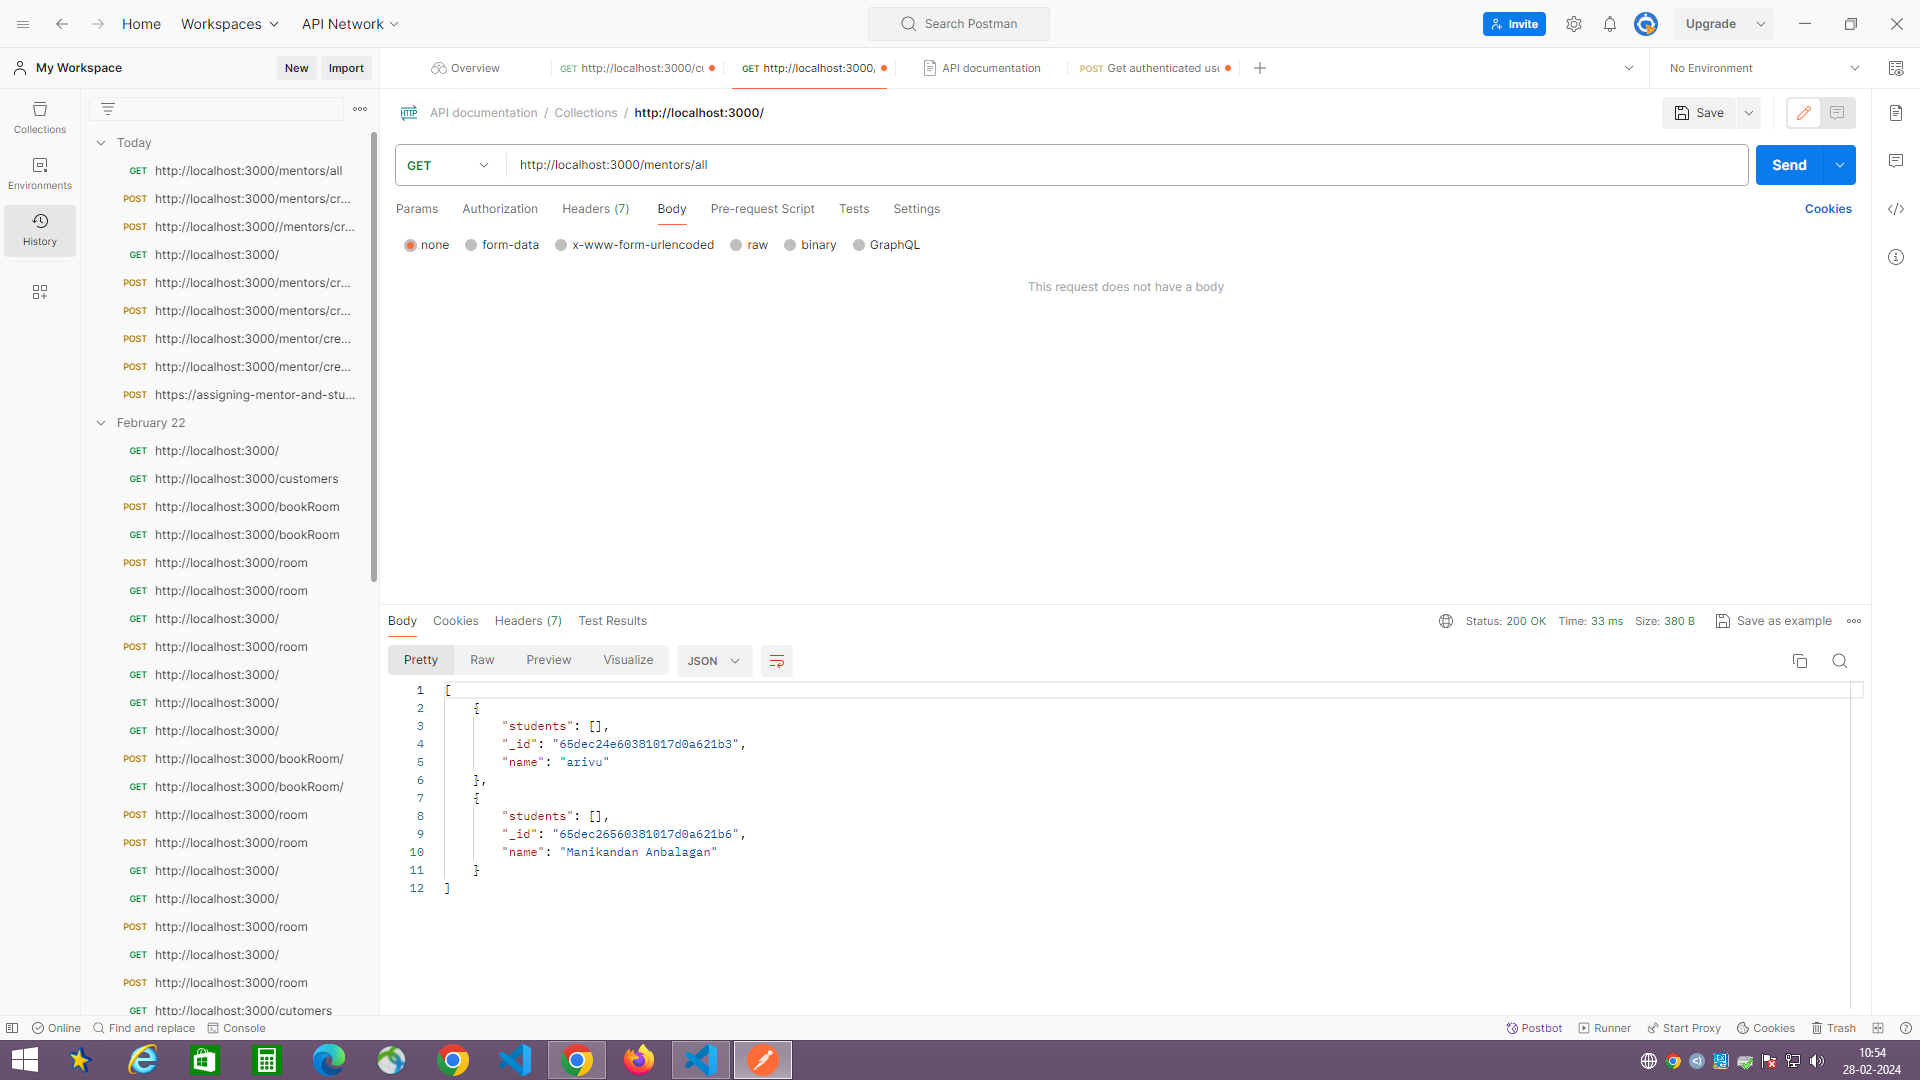 Home Workspaces API Network Search Postman Invite Upgrade
My Workspace New Import Overview GET http://localhost:3000/cu GET http://localhost:3000/ API documentation POST Get authenticated use No Environment
Collections
Environments
History
Today
GET http://localhost:3000/mentors/all
POST http://localhost:3000/mentors/cr...
POST http://localhost:3000//mentors/cr...
GET http://localhost:3000/
POST http://localhost:3000/mentors/cr...
POST http://localhost:3000/mentors/cr...
POST http://localhost:3000/mentor/cre...
POST http://localhost:3000/mentor/cre...
POST https://assigning-mentor-and-stu...
February 22
GET http://localhost:3000/
GET http://localhost:3000/customers
POST http://localhost:3000/bookRoom
GET http://localhost:3000/bookRoom
POST http://localhost:3000/room
GET http://localhost:3000/room
GET http://localhost:3000/
POST http://localhost:3000/room
GET http://localhost:3000/
GET http://localhost:3000/
GET http://localhost:3000/
POST http://localhost:3000/bookRoom/
GET http://localhost:3000/bookRoom/
POST http://localhost:3000/room
POST http://localhost:3000/room
GET http://localhost:3000/
GET http://localhost:3000/
POST http://localhost:3000/room
GET http://localhost:3000/
POST http://localhost:3000/room
GET http://localhost:3000/cutomers
HTTP API documentation / Collections / http://localhost:3000/ Save
GET http://localhost:3000/mentors/all Send
Params Authorization Headers (7) Body Pre-request Script Tests Settings Cookies
none form-data x-www-form-urlencoded raw binary GraphQL
This request does not have a body
Body Cookies Headers (7) Test Results Status: 200 OK Time: 33 ms Size: 380 B Save as example
Pretty Raw Preview Visualize JSON
1 [
2 {
3 "students": [],
4 "_id": "65dec24e60381017d0a621b3",
5 "name": "arivu"
6 },
7 {
8 "students": [],
9 "_id": "65dec26560381017d0a621b6",
10 "name": "Manikandan Anbalagan"
11 }
12 ]
Online Find and replace Console Postbot Runner Start Proxy Cookies Trash
10:54
28-02-2024